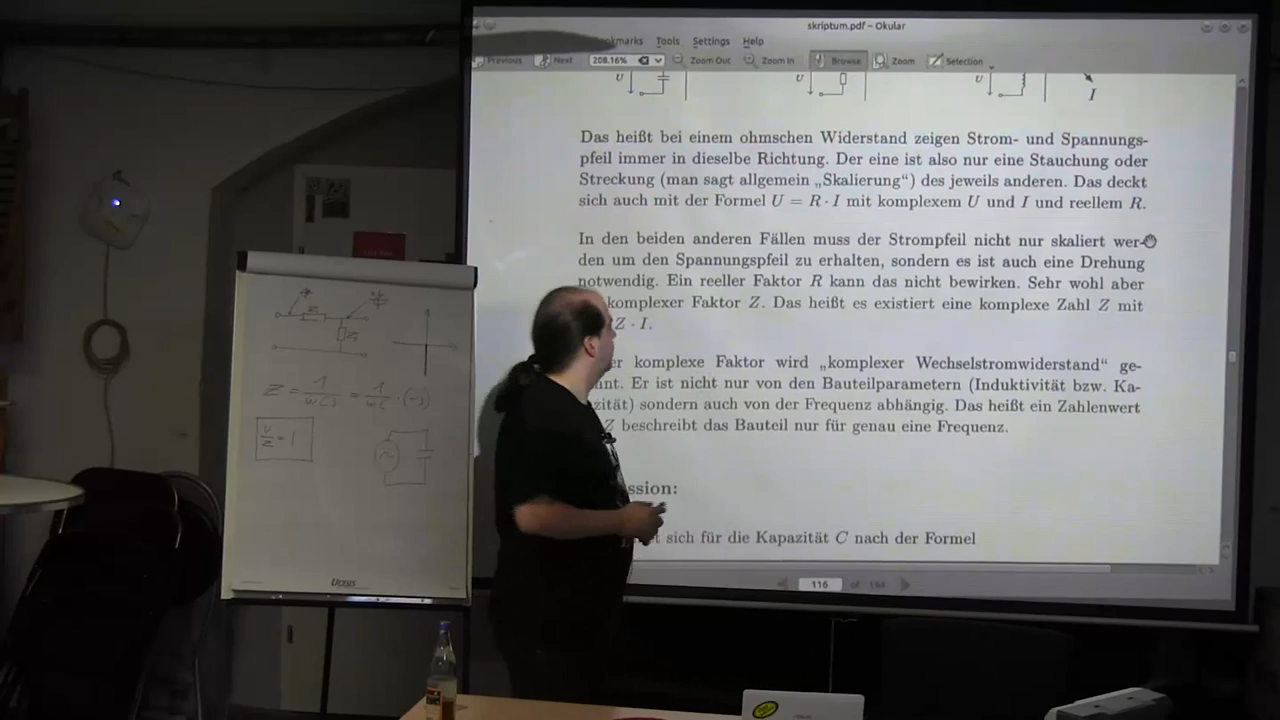 skriptum.pdf – Okular
Tools Settings Help
Previous Next 208.16% Zoom Out Zoom In Browse Zoom Selection
U U U I
Das heißt bei einem ohmschen Widerstand zeigen Strom- und Spannungs-
pfeil immer in dieselbe Richtung. Der eine ist also nur eine Stauchung oder
Streckung (man sagt allgemein „Skalierung“) des jeweils anderen. Das deckt
sich auch mit der Formel U = R · I mit komplexem U und I und reellem R.
In den beiden anderen Fällen muss der Strompfeil nicht nur skaliert wer-
den um den Spannungspfeil zu erhalten, sondern es ist auch eine Drehung
notwendig. Ein reeller Faktor R kann das nicht bewirken. Sehr wohl aber
komplexer Faktor Z. Das heißt es existiert eine komplexe Zahl Z mit
Z · I.
komplexe Faktor wird „komplexer Wechselstromwiderstand“ ge-
nnt. Er ist nicht nur von den Bauteilparametern (Induktivität bzw. Ka-
zität) sondern auch von der Frequenz abhängig. Das heißt ein Zahlenwert
Z beschreibt das Bauteil nur für genau eine Frequenz.
ssion:
sich für die Kapazität C nach der Formel
116 of
U/Z = I